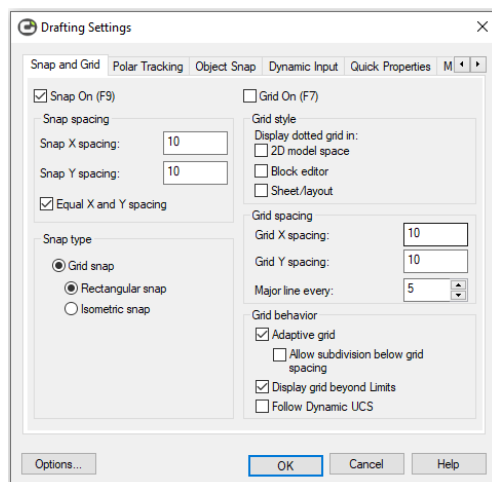 Drafting Settings
Snap and Grid Polar Tracking Object Snap Dynamic Input Quick Properties M
Snap On (F9)
Snap spacing
Snap X spacing: 10
Snap Y spacing: 10
Equal X and Y spacing
Snap type
Grid snap
Rectangular snap
Isometric snap
Grid On (F7)
Grid style
Display dotted grid in:
2D model space
Block editor
Sheet/layout
Grid spacing
Grid X spacing: 10
Grid Y spacing: 10
Major line every: 5
Grid behavior
Adaptive grid
Allow subdivision below grid
spacing
Display grid beyond Limits
Follow Dynamic UCS
Options... OK Cancel Help